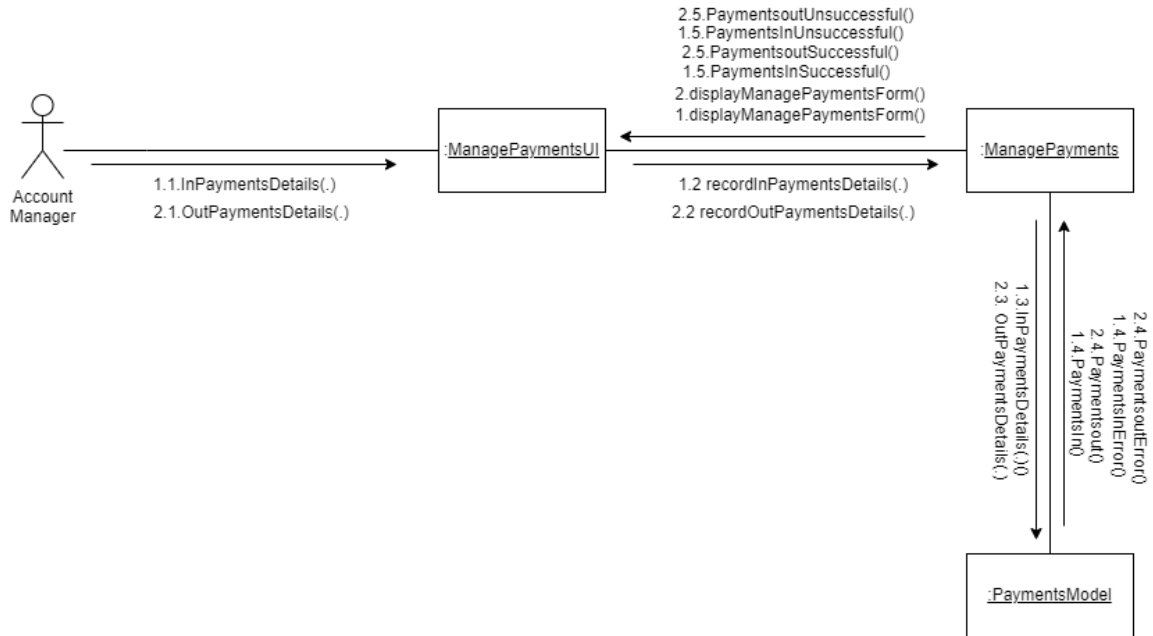 2.5.PaymentsoutUnsuccessful()
1.5.PaymentsInUnsuccessful()
2.5.PaymentsoutSuccessful()
1.5.PaymentsInSuccessful()
2.displayManagePaymentsForm()
1.displayManagePaymentsForm()
:ManagePaymentsUI
:ManagePayments
1.1.InPaymentsDetails(.)
2.1.OutPaymentsDetails(.)
1.2 recordInPaymentsDetails(.)
2.2 recordOutPaymentsDetails(.)
Account
Manager
1.3.InPaymentsDetails(.)()
2.3. OutPaymentsDetails(.)
2.4.PaymentsoutError()
1.4.PaymentsInError()
2.4.Paymentsout()
1.4.PaymentsIn()
:PaymentsModel